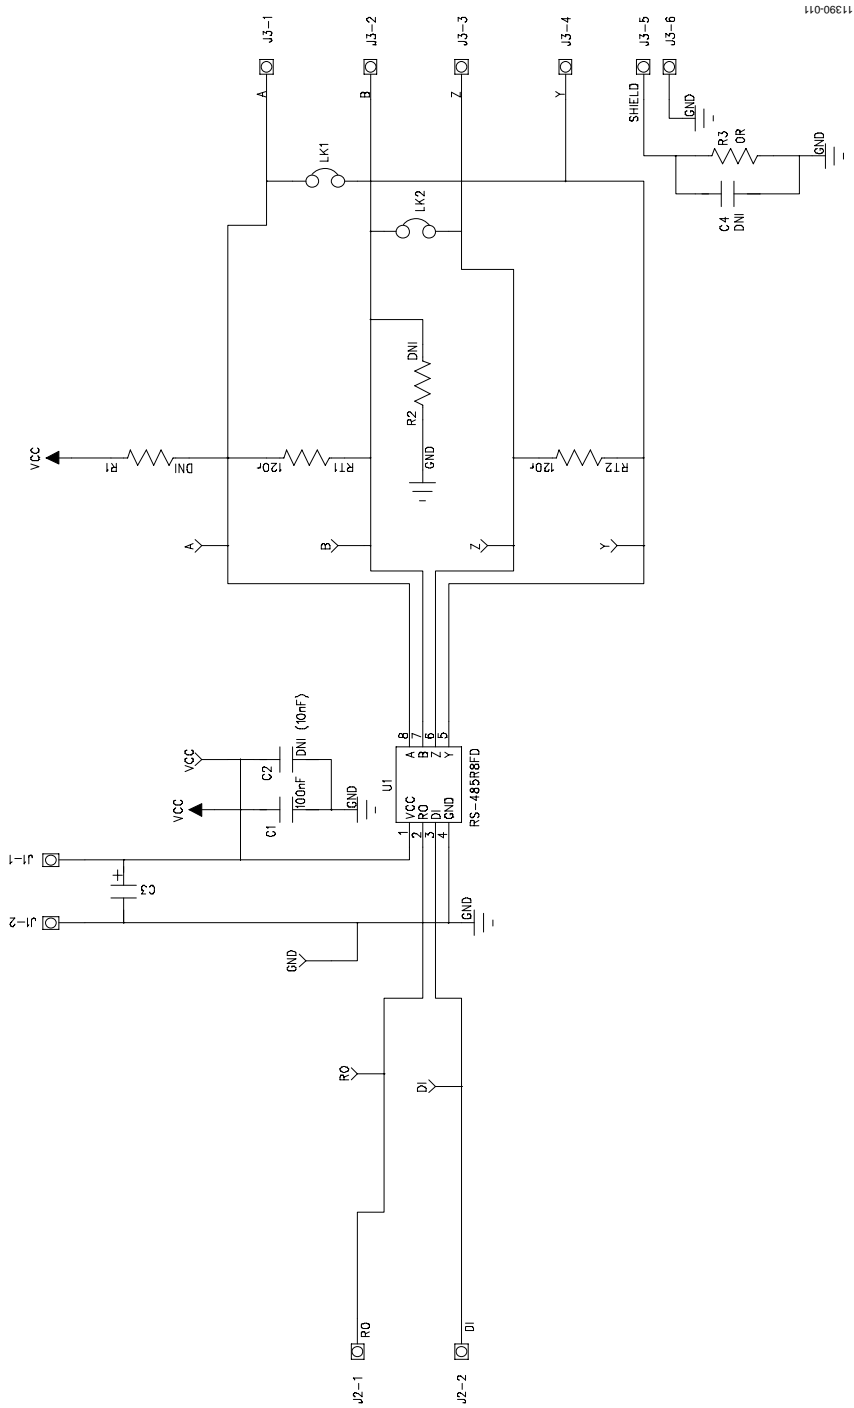 11390-011
J3-1
J3-2
J3-3
J3-4
J3-5
J3-6
A
B
Z
Y
SHIELD
GND
R3
0R
GND
C4
DNI
LK1
LK2
DNI
R2
GND
VCC
R1
DNI
120r
RT1
120r
RT2
A
B
Z
Y
VCC
C2
DNI (10nF)
VCC
C1
100nF
GND
8
7
6
5
A
B
Z
Y
U1
RS-485R8FD
VCC
RO
DI
GND
1
2
3
4
J1-1
C3
+
J1-2
GND
GND
RO
DI
RO
DI
J2-1
J2-2